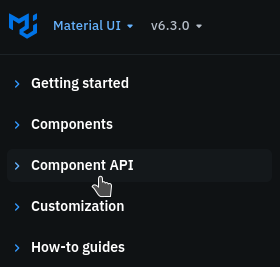 Material UI v6.3.0
Getting started
Components
Component API
Customization
How-to guides